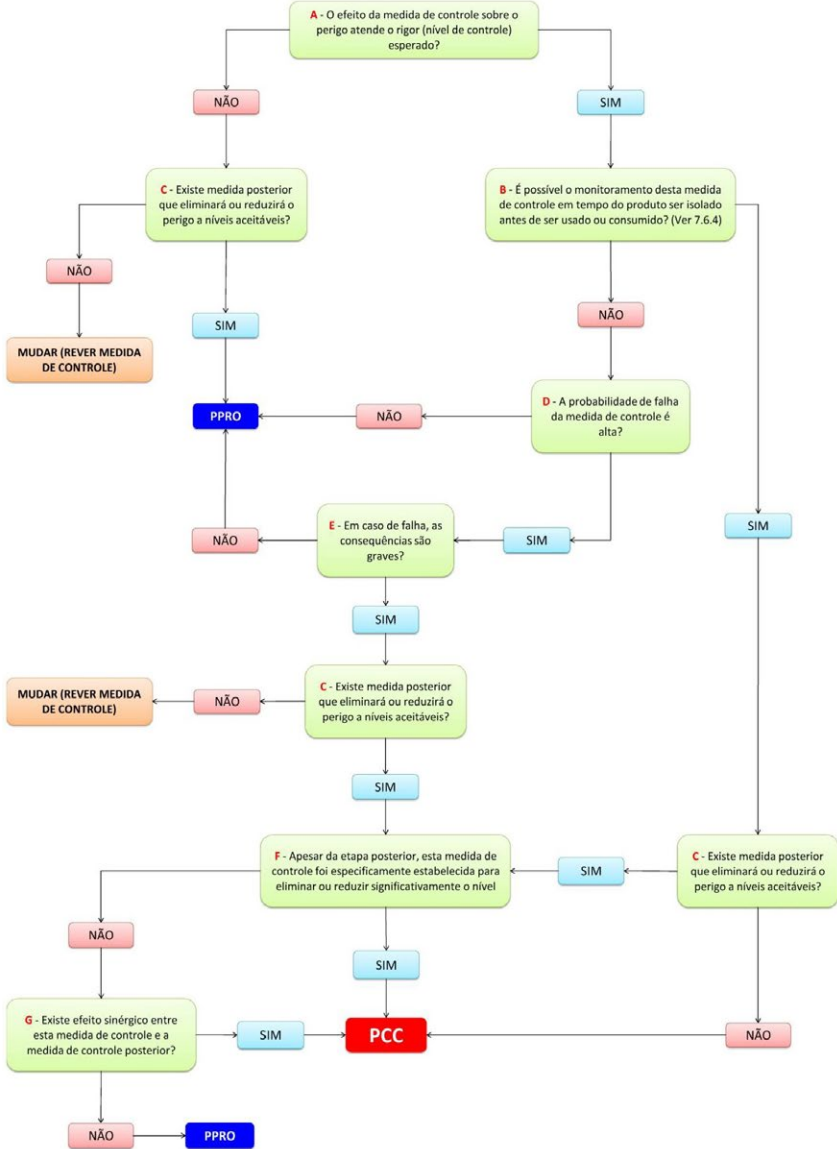 A - O efeito da medida de controle sobre o
perigo atende o rigor (nível de controle)
esperado?
NÃO
SIM
C - Existe medida posterior
que eliminará ou reduzirá o
perigo a níveis aceitáveis?
B - É possível o monitoramento desta medida
de controle em tempo do produto ser isolado
antes de ser usado ou consumido? (Ver 7.6.4)
NÃO
SIM
NÃO
MUDAR (REVER MEDIDA
DE CONTROLE)
PPRO
NÃO
D - A probabilidade de falha
da medida de controle é
alta?
NÃO
E - Em caso de falha, as
consequências são
graves?
SIM
SIM
SIM
MUDAR (REVER MEDIDA
DE CONTROLE)
NÃO
C - Existe medida posterior
que eliminará ou reduzirá o
perigo a níveis aceitáveis?
SIM
F - Apesar da etapa posterior, esta medida de
controle foi especificamente estabelecida para
eliminar ou reduzir significativamente o nível
SIM
C - Existe medida posterior
que eliminará ou reduzirá o
perigo a níveis aceitáveis?
NÃO
SIM
G - Existe efeito sinérgico entre
esta medida de controle e a
medida de controle posterior?
SIM
PCC
NÃO
NÃO
PPRO